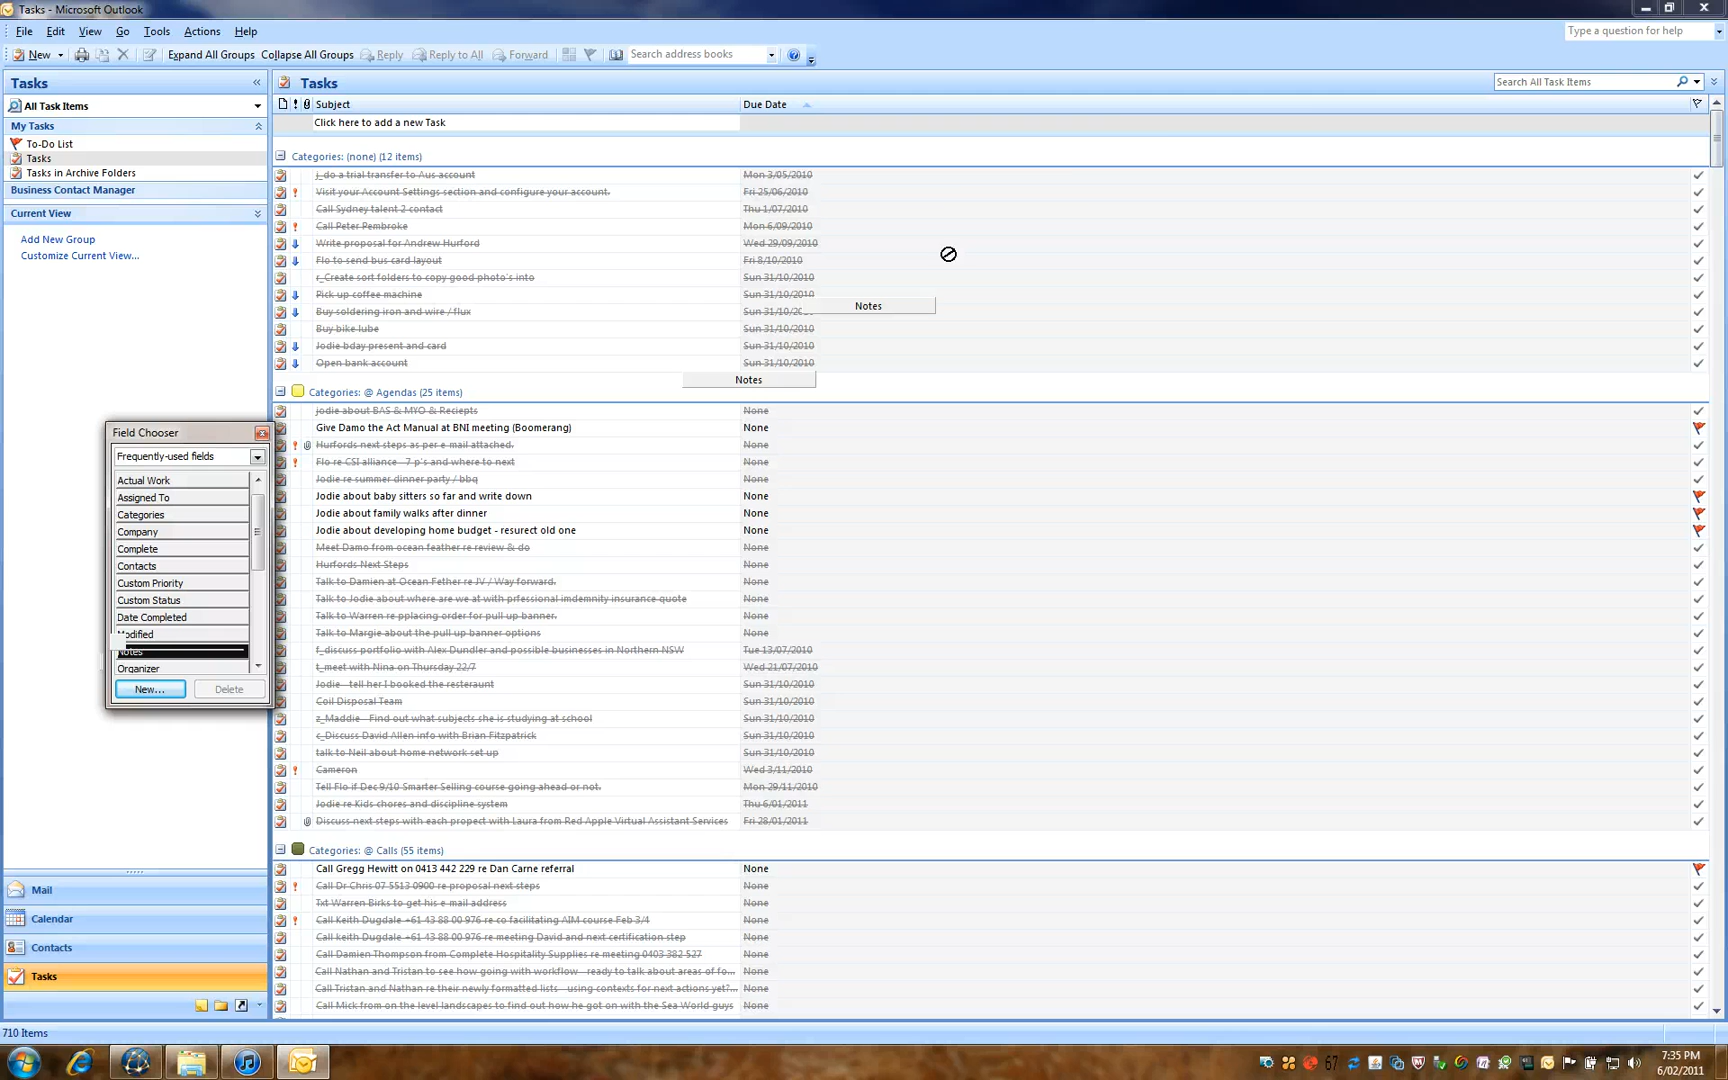 Tasks - Microsoft Outlook
File Edit View Go Tools Actions Help
Type a question for help
New Expand All Groups Collapse All Groups Reply Reply to All Forward Search address books
Tasks
All Task Items
My Tasks
To-Do List
Tasks
Tasks in Archive Folders
Business Contact Manager
Current View
Add New Group
Customize Current View...
Tasks
Search All Task Items
Subject Due Date
Click here to add a new Task
Categories: (none) (12 items)
j_do a trial transfer to Aus account Mon 3/05/2010
Visit your Account Settings section and configure your account. Fri 25/06/2010
Call Sydney talent 2 contact Thu 1/07/2010
Call Peter Pembroke Mon 6/09/2010
Write proposal for Andrew Hurford Wed 29/09/2010
Flo to send bus card layout Fri 8/10/2010
r_Create sort folders to copy good photo's into Sun 31/10/2010
Pick up coffee machine Sun 31/10/2010
Notes
Buy soldering iron and wire / flux Sun 31/10/20
Buy bike lube Sun 31/10/2010
Jodie bday present and card Sun 31/10/2010
Open bank account Sun 31/10/2010
Notes
Categories: @ Agendas (25 items)
jodie about BAS & MYO & Reciepts None
Give Damo the Act Manual at BNI meeting (Boomerang) None
Hurfords next steps as per e-mail attached. None
Flo re CSI alliance - 7 p's and where to next None
Jodie re summer dinner party / bbq None
Jodie about baby sitters so far and write down None
Jodie about family walks after dinner None
Jodie about developing home budget - resurect old one None
Meet Damo from ocean feather re review & do None
Hurfords Next Steps None
Talk to Damien at Ocean Fether re JV / Way forward. None
Talk to Jodie about where are we at with prfessional imdemnity insurance quote None
Talk to Warren re pplacing order for pull up banner. None
Talk to Margie about the pull up banner options None
f_discuss portfolio with Alex Dundler and possible businesses in Northern NSW Tue 13/07/2010
t_meet with Nina on Thursday 22/7 Wed 21/07/2010
Jodie - tell her I booked the resteraunt Sun 31/10/2010
Coil Disposal Team Sun 31/10/2010
z_Maddie - Find out what subjects she is studying at school Sun 31/10/2010
c_Discuss David Allen info with Brian Fitzpatrick Sun 31/10/2010
talk to Neil about home network set up Sun 31/10/2010
Cameron Wed 3/11/2010
Tell Flo if Dec 9/10 Smarter Selling course going ahead or not. Mon 29/11/2010
Jodie re Kids chores and discipline system Thu 6/01/2011
Discuss next steps with each propect with Laura from Red Apple Virtual Assistant Services Fri 28/01/2011
Categories: @ Calls (55 items)
Call Gregg Hewitt on 0413 442 229 re Dan Carne referral None
Call Dr Chris 07 5513 0900 re proposal next steps None
Txt Warren Birks to get his e-mail address None
Call Keith Dugdale +61 43 88 00 976 re co facilitating AIM course Feb 3/4 None
Call keith Dugdale +61 43 88 00 976 re meeting David and next certification step None
Call Damien Thompson from Complete Hospitality Supplies re meeting 0403 382 527 None
Call Nathan and Tristan to see how going with workflow - ready to talk about areas of fo... None
Call Tristan and Nathan re their newly formatted lists - using contexts for next actions yet?... None
Call Mick from on the level landscapes to find out how he got on with the Sea World guys None
Field Chooser
Frequently-used fields
Actual Work
Assigned To
Categories
Company
Complete
Contacts
Custom Priority
Custom Status
Date Completed
Modified
Notes
Organizer
New... Delete
Mail
Calendar
Contacts
Tasks
710 Items
67
7:35 PM
6/02/2011